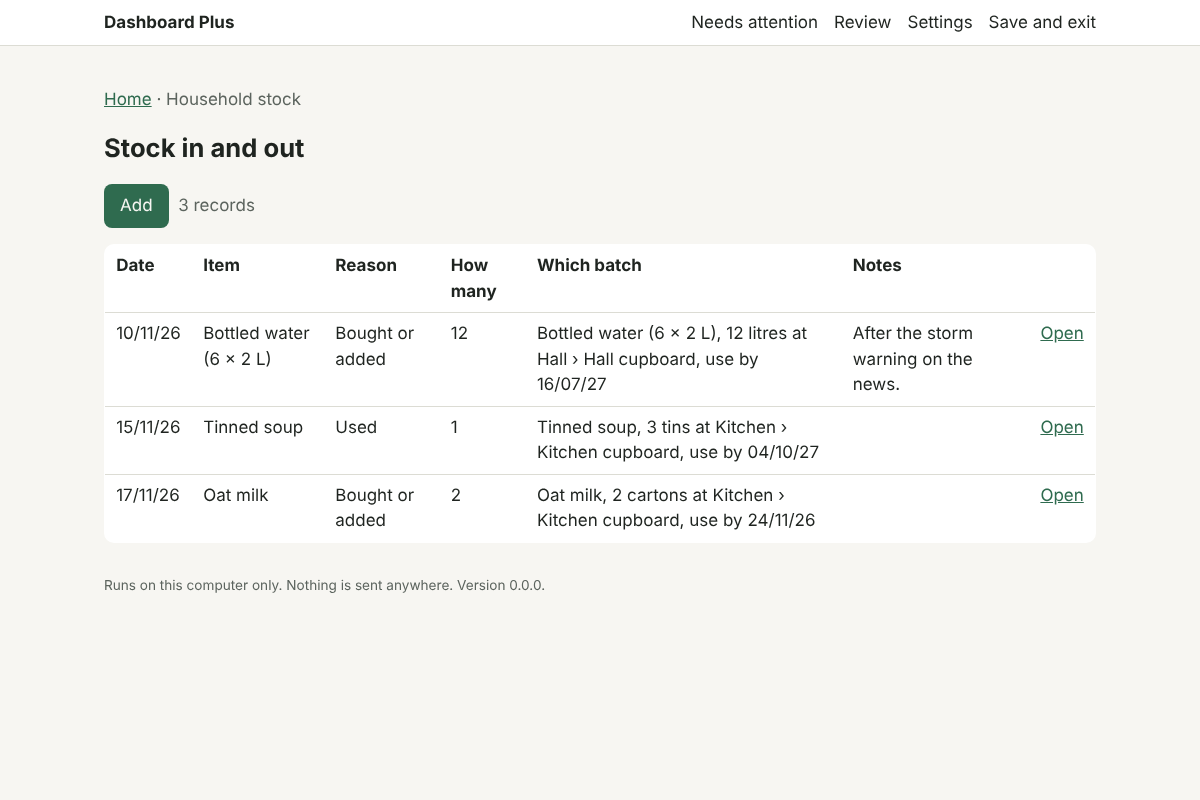 Dashboard Plus
Needs attention Review Settings Save and exit
Home · Household stock
Stock in and out
Add 3 records
Date Item Reason How many Which batch Notes
10/11/26 Bottled water (6 × 2 L) Bought or added 12 Bottled water (6 × 2 L), 12 litres at Hall › Hall cupboard, use by 16/07/27 After the storm warning on the news. Open
15/11/26 Tinned soup Used 1 Tinned soup, 3 tins at Kitchen › Kitchen cupboard, use by 04/10/27 Open
17/11/26 Oat milk Bought or added 2 Oat milk, 2 cartons at Kitchen › Kitchen cupboard, use by 24/11/26 Open
Runs on this computer only. Nothing is sent anywhere. Version 0.0.0.